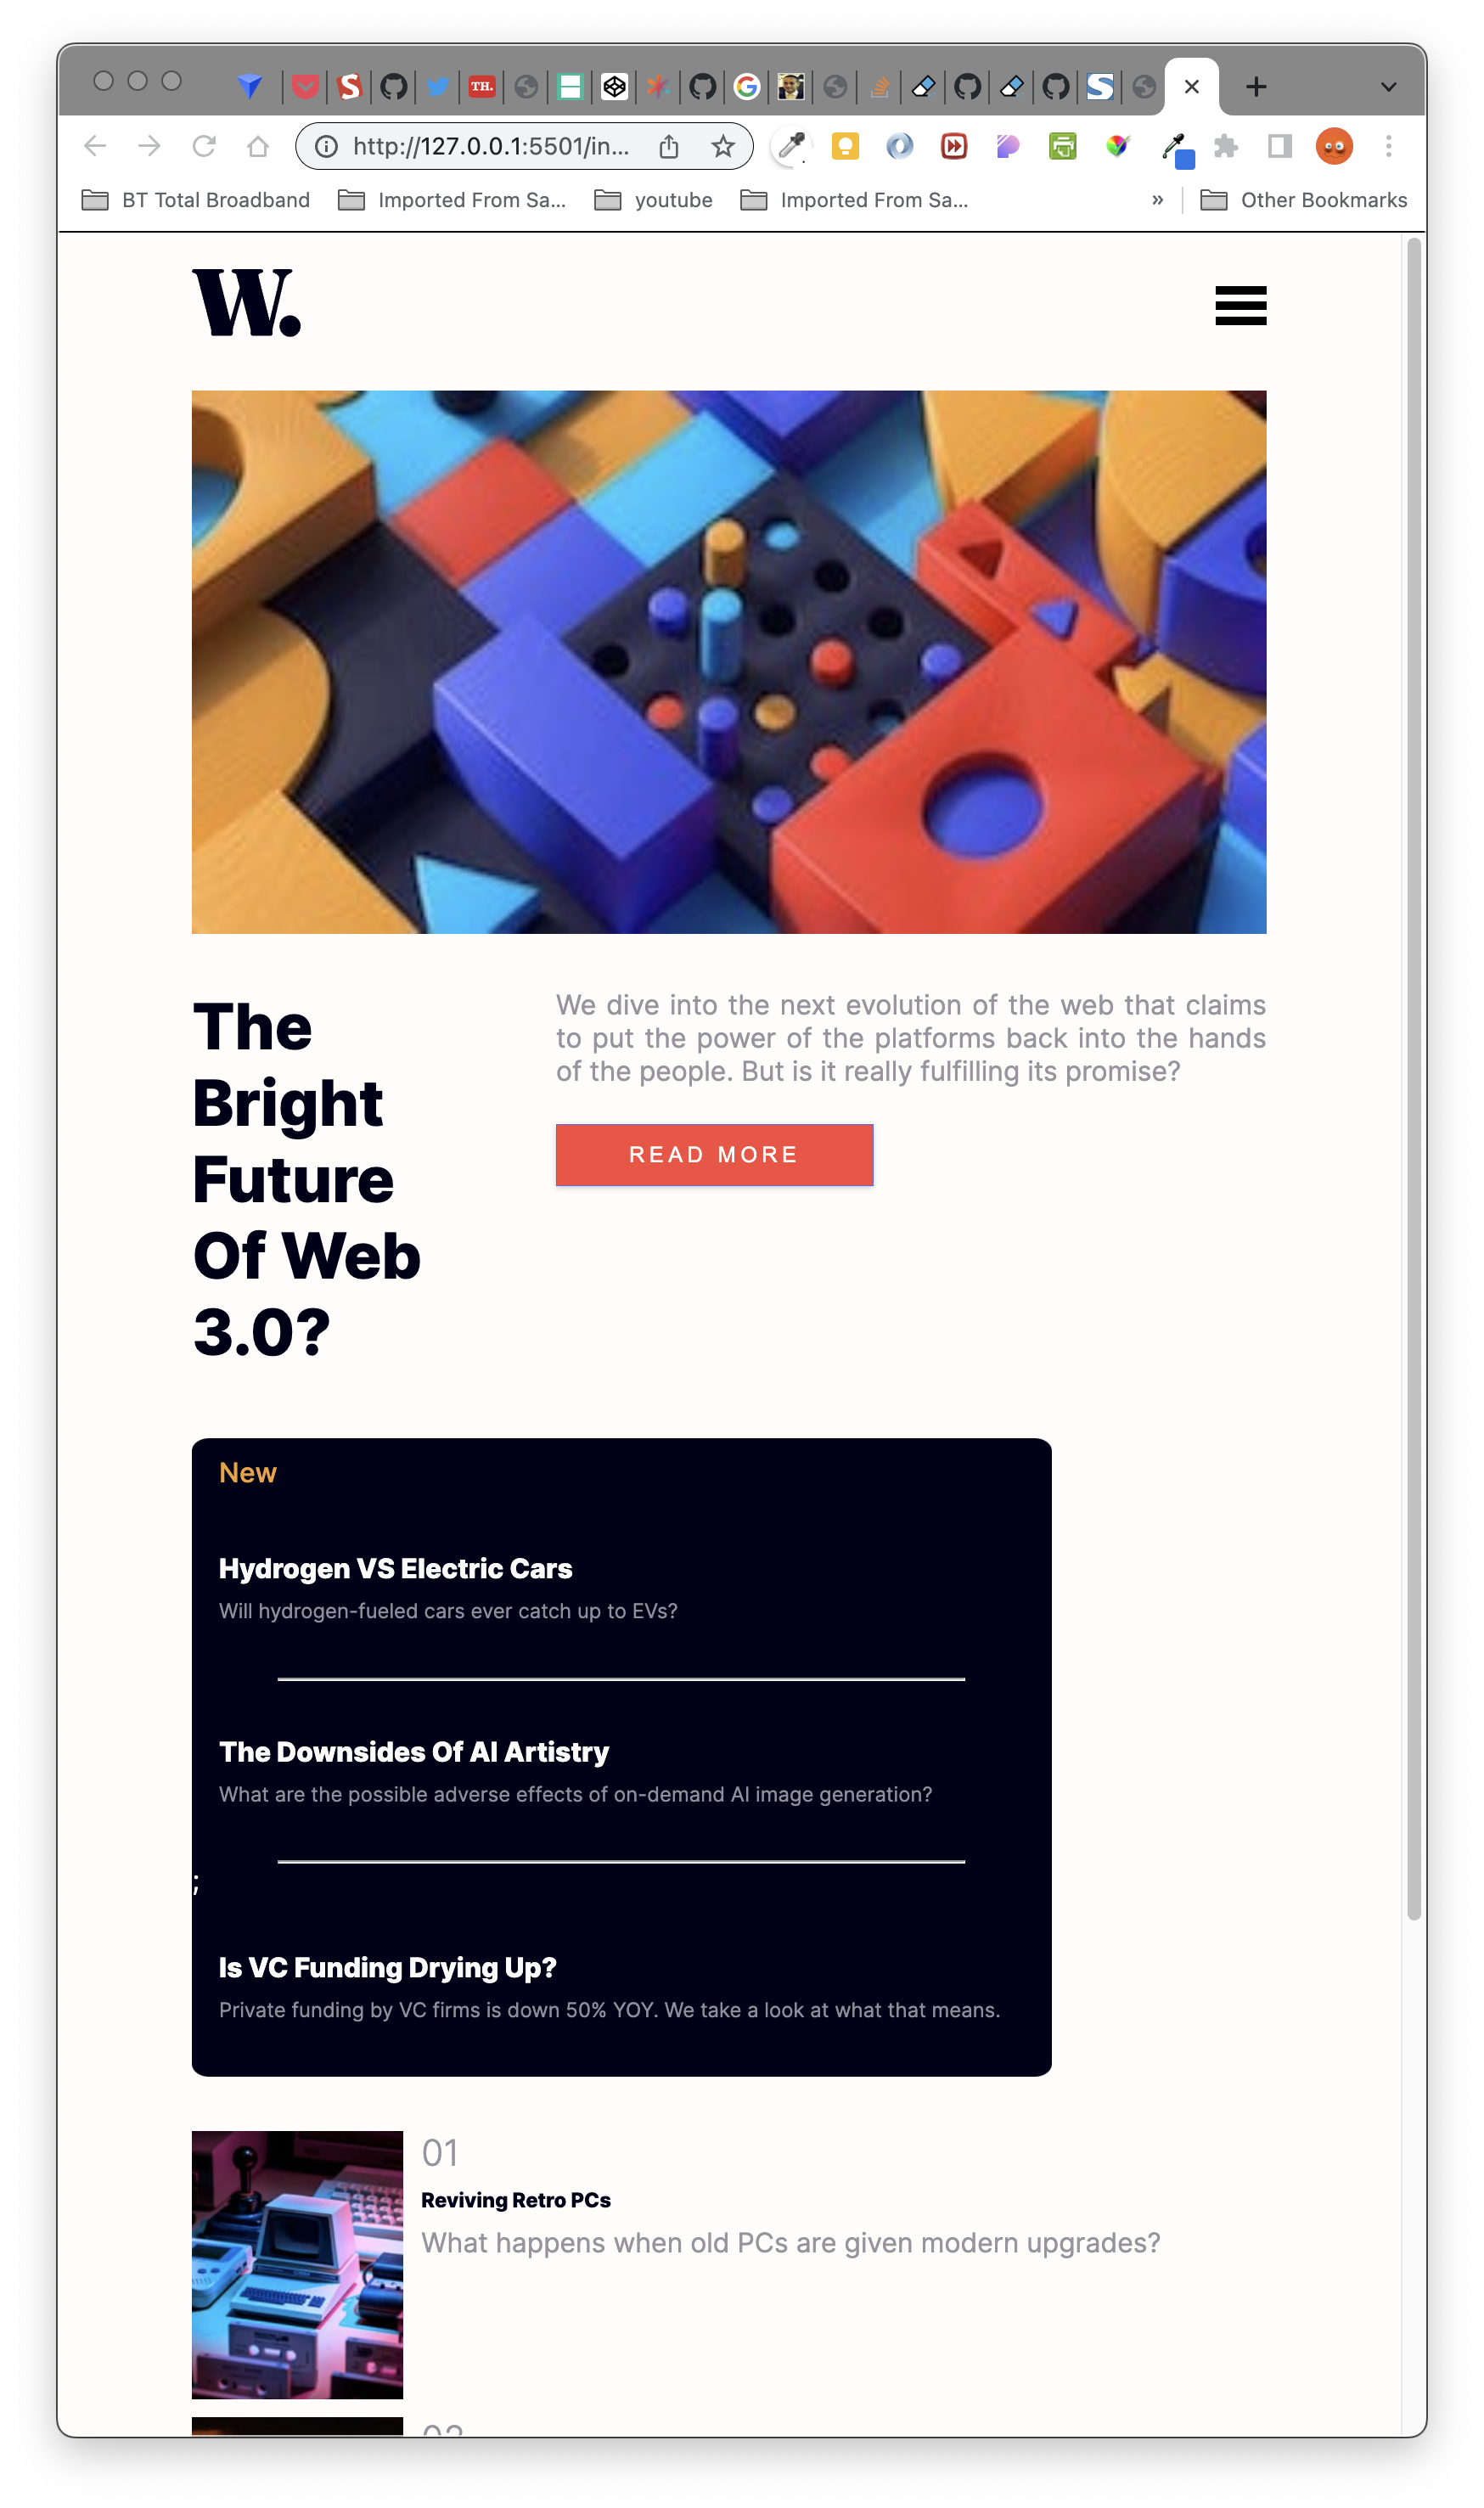 TH.
http://127.0.0.1:5501/in...
BT Total Broadband
Imported From Sa...
youtube
Imported From Sa...
»
Other Bookmarks
W.
The
Bright
Future
Of Web
3.0?
We dive into the next evolution of the web that claims
to put the power of the platforms back into the hands
of the people. But is it really fulfilling its promise?
READ MORE
New
Hydrogen VS Electric Cars
Will hydrogen-fueled cars ever catch up to EVs?
The Downsides Of AI Artistry
What are the possible adverse effects of on-demand AI image generation?
;
Is VC Funding Drying Up?
Private funding by VC firms is down 50% YOY. We take a look at what that means.
01
Reviving Retro PCs
What happens when old PCs are given modern upgrades?